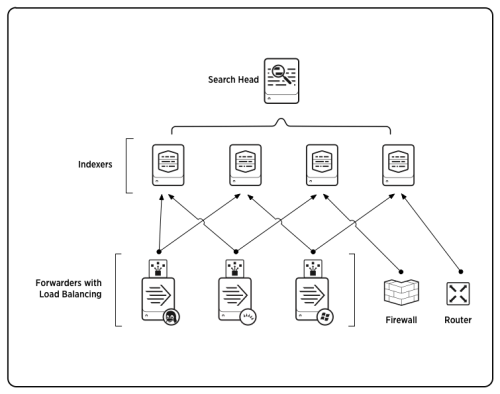 Search Head
Indexers
Forwarders with
Load Balancing
Firewall
Router